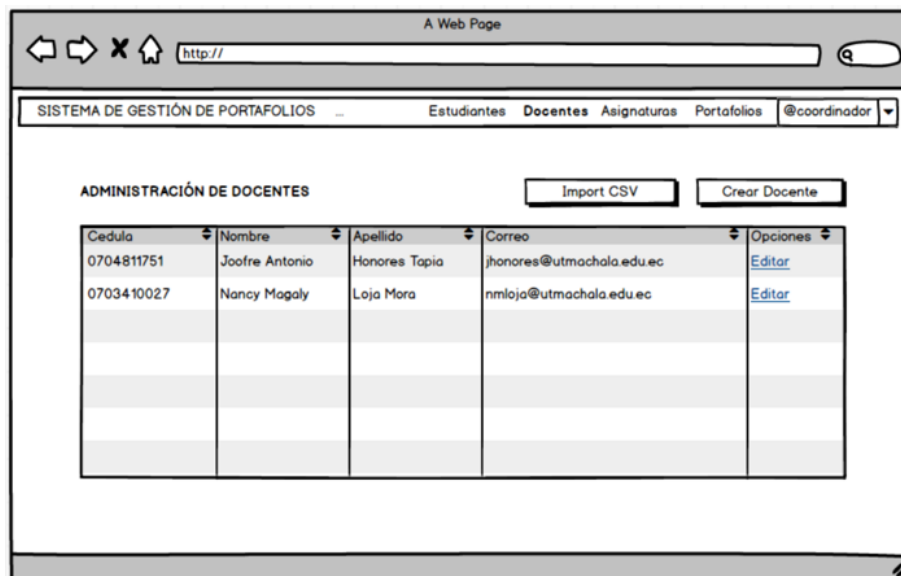 A Web Page
http://
SISTEMA DE GESTIÓN DE PORTAFOLIOS ... Estudiantes Docentes Asignaturas Portafolios @coordinador
ADMINISTRACIÓN DE DOCENTES Import CSV Crear Docente
Cedula Nombre Apellido Correo Opciones
0704811751 Joofre Antonio Honores Tapia jhonores@utmachala.edu.ec Editar
0703410027 Nancy Magaly Loja Mora nmloja@utmachala.edu.ec Editar